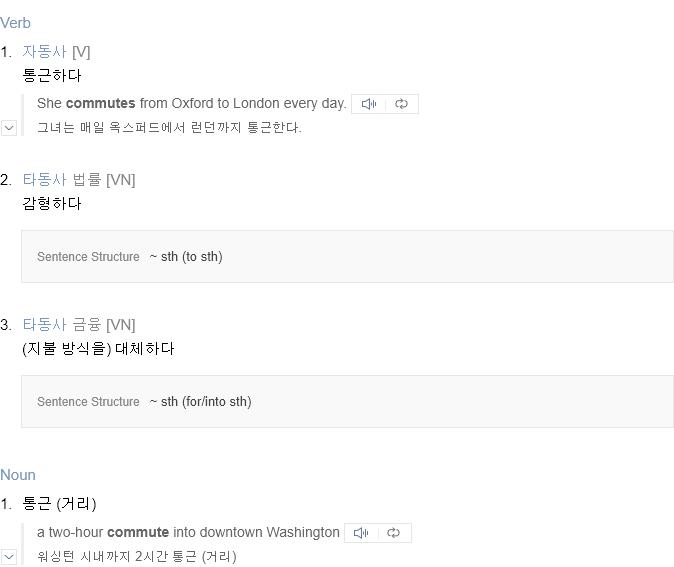 Verb
1. 자동사 [V]
통근하다
She commutes from Oxford to London every day.
그녀는 매일 옥스퍼드에서 런던까지 통근한다.
2. 타동사 법률 [VN]
감형하다
Sentence Structure ~ sth (to sth)
3. 타동사 금융 [VN]
(지불 방식을) 대체하다
Sentence Structure ~ sth (for/into sth)
Noun
1. 통근 (거리)
a two-hour commute into downtown Washington
워싱턴 시내까지 2시간 통근 (거리)